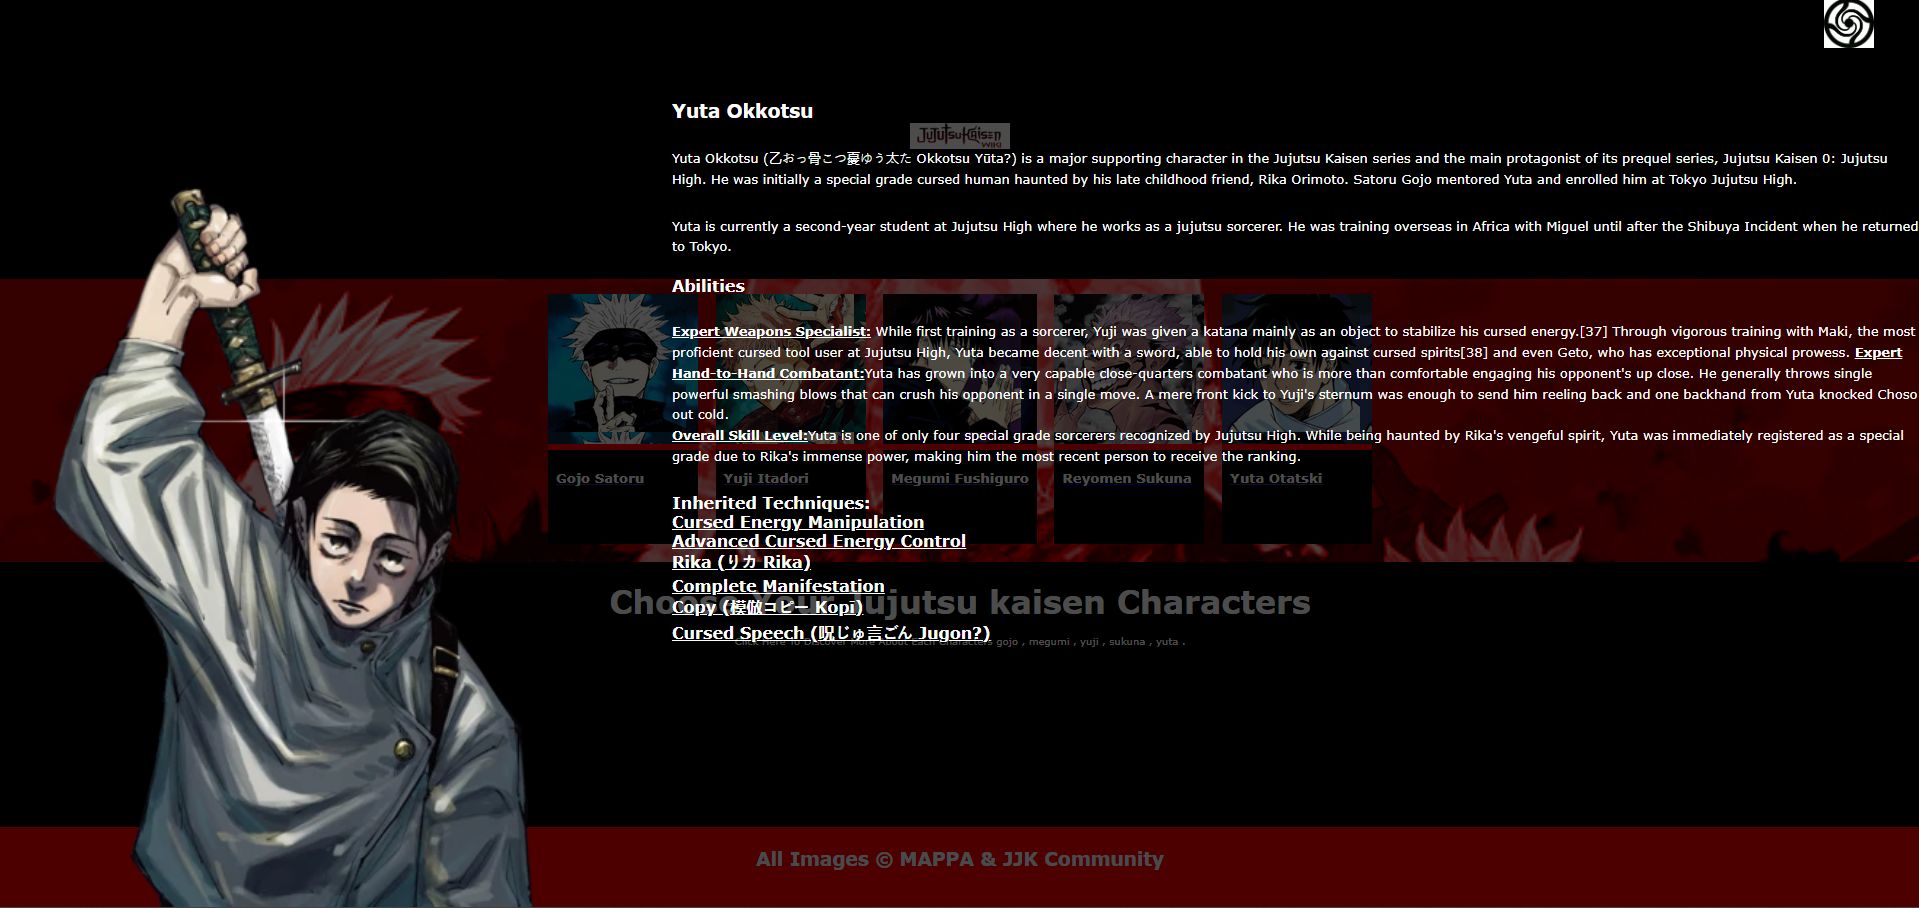 Yuta Okkotsu
JUJUTSU KAISEN
WIKI
Yuta Okkotsu (乙おっ骨こつ憂ゆう太た Okkotsu Yūta?) is a major supporting character in the Jujutsu Kaisen series and the main protagonist of its prequel series, Jujutsu Kaisen 0: Jujutsu
High. He was initially a special grade cursed human haunted by his late childhood friend, Rika Orimoto. Satoru Gojo mentored Yuta and enrolled him at Tokyo Jujutsu High.
Yuta is currently a second-year student at Jujutsu High where he works as a jujutsu sorcerer. He was training overseas in Africa with Miguel until after the Shibuya Incident when he returned
to Tokyo.
Abilities
Expert Weapons Specialist: While first training as a sorcerer, Yuji was given a katana mainly as an object to stabilize his cursed energy.[37] Through vigorous training with Maki, the most
proficient cursed tool user at Jujutsu High, Yuta became decent with a sword, able to hold his own against cursed spirits[38] and even Geto, who has exceptional physical prowess. Expert
Hand-to-Hand Combatant:Yuta has grown into a very capable close-quarters combatant who is more than comfortable engaging his opponent's up close. He generally throws single
powerful smashing blows that can crush his opponent in a single move. A mere front kick to Yuji's sternum was enough to send him reeling back and one backhand from Yuta knocked Choso
out cold.
Overall Skill Level:Yuta is one of only four special grade sorcerers recognized by Jujutsu High. While being haunted by Rika's vengeful spirit, Yuta was immediately registered as a special
grade due to Rika's immense power, making him the most recent person to receive the ranking.
Gojo Satoru
Yuji Itadori
Megumi Fushiguro
Reyomen Sukuna
Yuta Otatski
Inherited Techniques:
Cursed Energy Manipulation
Advanced Cursed Energy Control
Rika (リカ Rika)
Complete Manifestation
Copy (模倣コピー Kopī)
Choose Your Jujutsu kaisen Characters
Cursed Speech (呪じゅ言ごん Jugon?)
Click Here To Discover More About Each Characters gojo , megumi , yuji , sukuna , yuta .
All Images © MAPPA & JJK Community